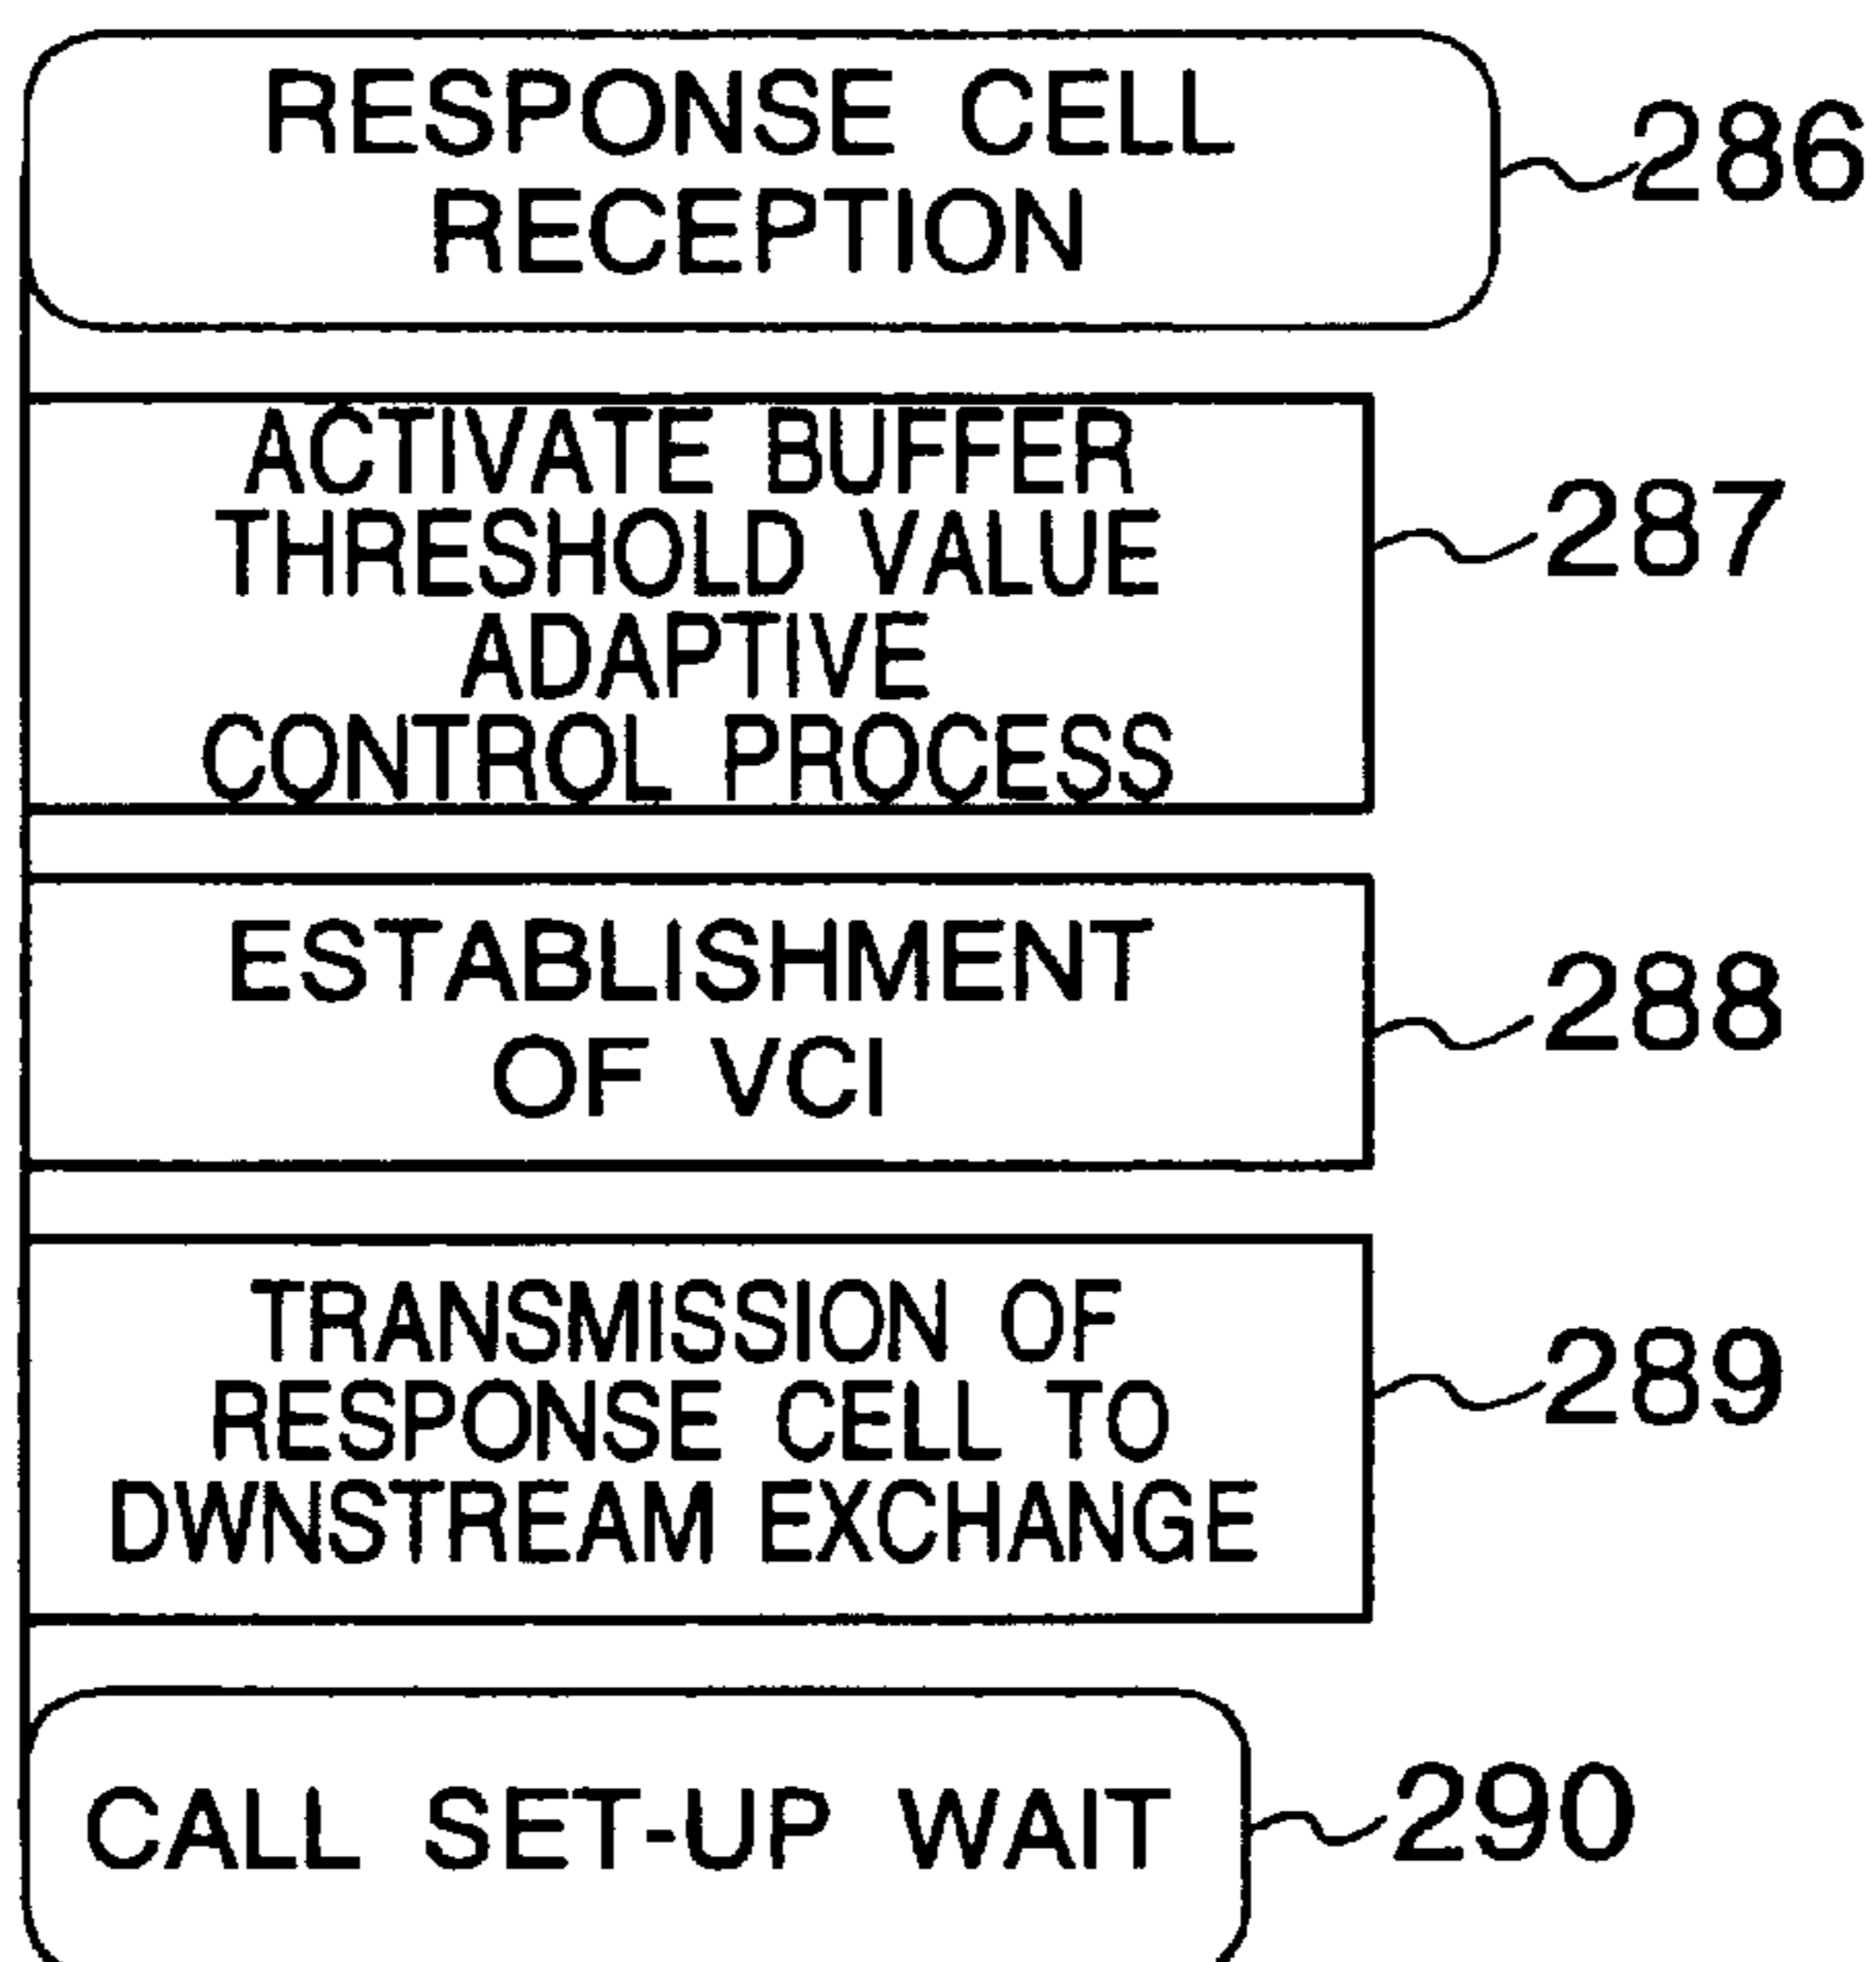 RESPONSE CELL
RECEPTION
286
ACTIVATE BUFFER
THRESHOLD VALUE
ADAPTIVE
CONTROL PROCESS
287
ESTABLISHMENT
OF VCI
288
TRANSMISSION OF
RESPONSE CELL TO
DWNSTREAM EXCHANGE
289
CALL SET-UP WAIT
290